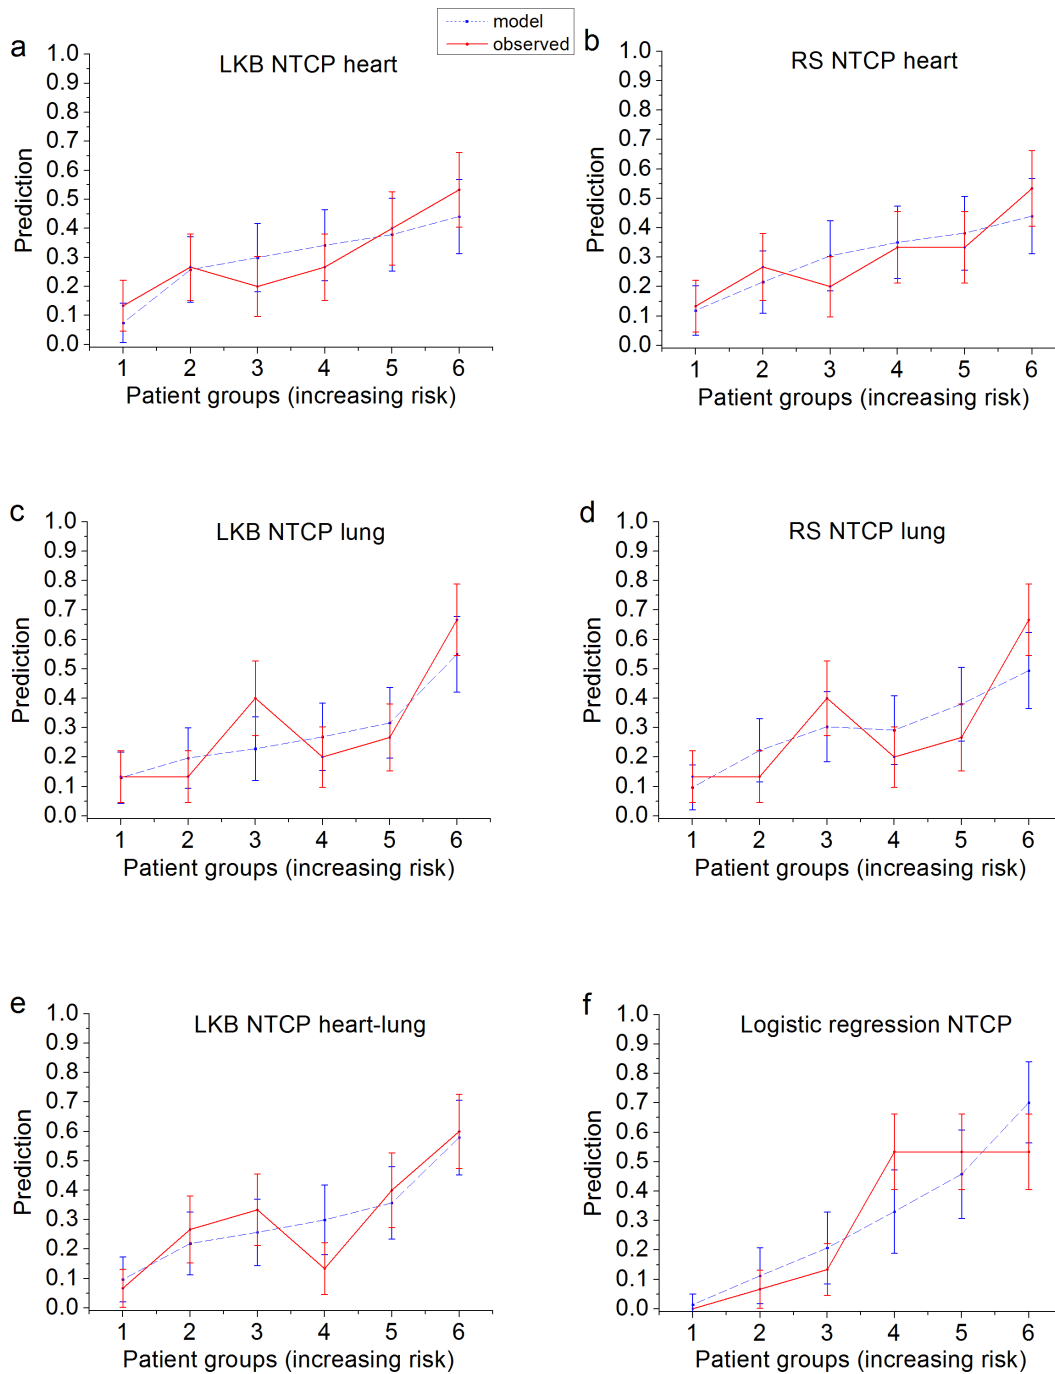 model
observed
a
LKB NTCP heart
1.0
0.9
0.8
0.7
0.6
0.5
0.4
0.3
0.2
0.1
0.0
Prediction
1 2 3 4 5 6
Patient groups (increasing risk)
b
RS NTCP heart
1.0
0.9
0.8
0.7
0.6
0.5
0.4
0.3
0.2
0.1
0.0
Prediction
1 2 3 4 5 6
Patient groups (increasing risk)
c
LKB NTCP lung
1.0
0.9
0.8
0.7
0.6
0.5
0.4
0.3
0.2
0.1
0.0
Prediction
1 2 3 4 5 6
Patient groups (increasing risk)
d
RS NTCP lung
1.0
0.9
0.8
0.7
0.6
0.5
0.4
0.3
0.2
0.1
0.0
Prediction
1 2 3 4 5 6
Patient groups (increasing risk)
e
LKB NTCP heart-lung
1.0
0.9
0.8
0.7
0.6
0.5
0.4
0.3
0.2
0.1
0.0
Prediction
1 2 3 4 5 6
Patient groups (increasing risk)
f
Logistic regression NTCP
1.0
0.9
0.8
0.7
0.6
0.5
0.4
0.3
0.2
0.1
0.0
Prediction
1 2 3 4 5 6
Patient groups (increasing risk)